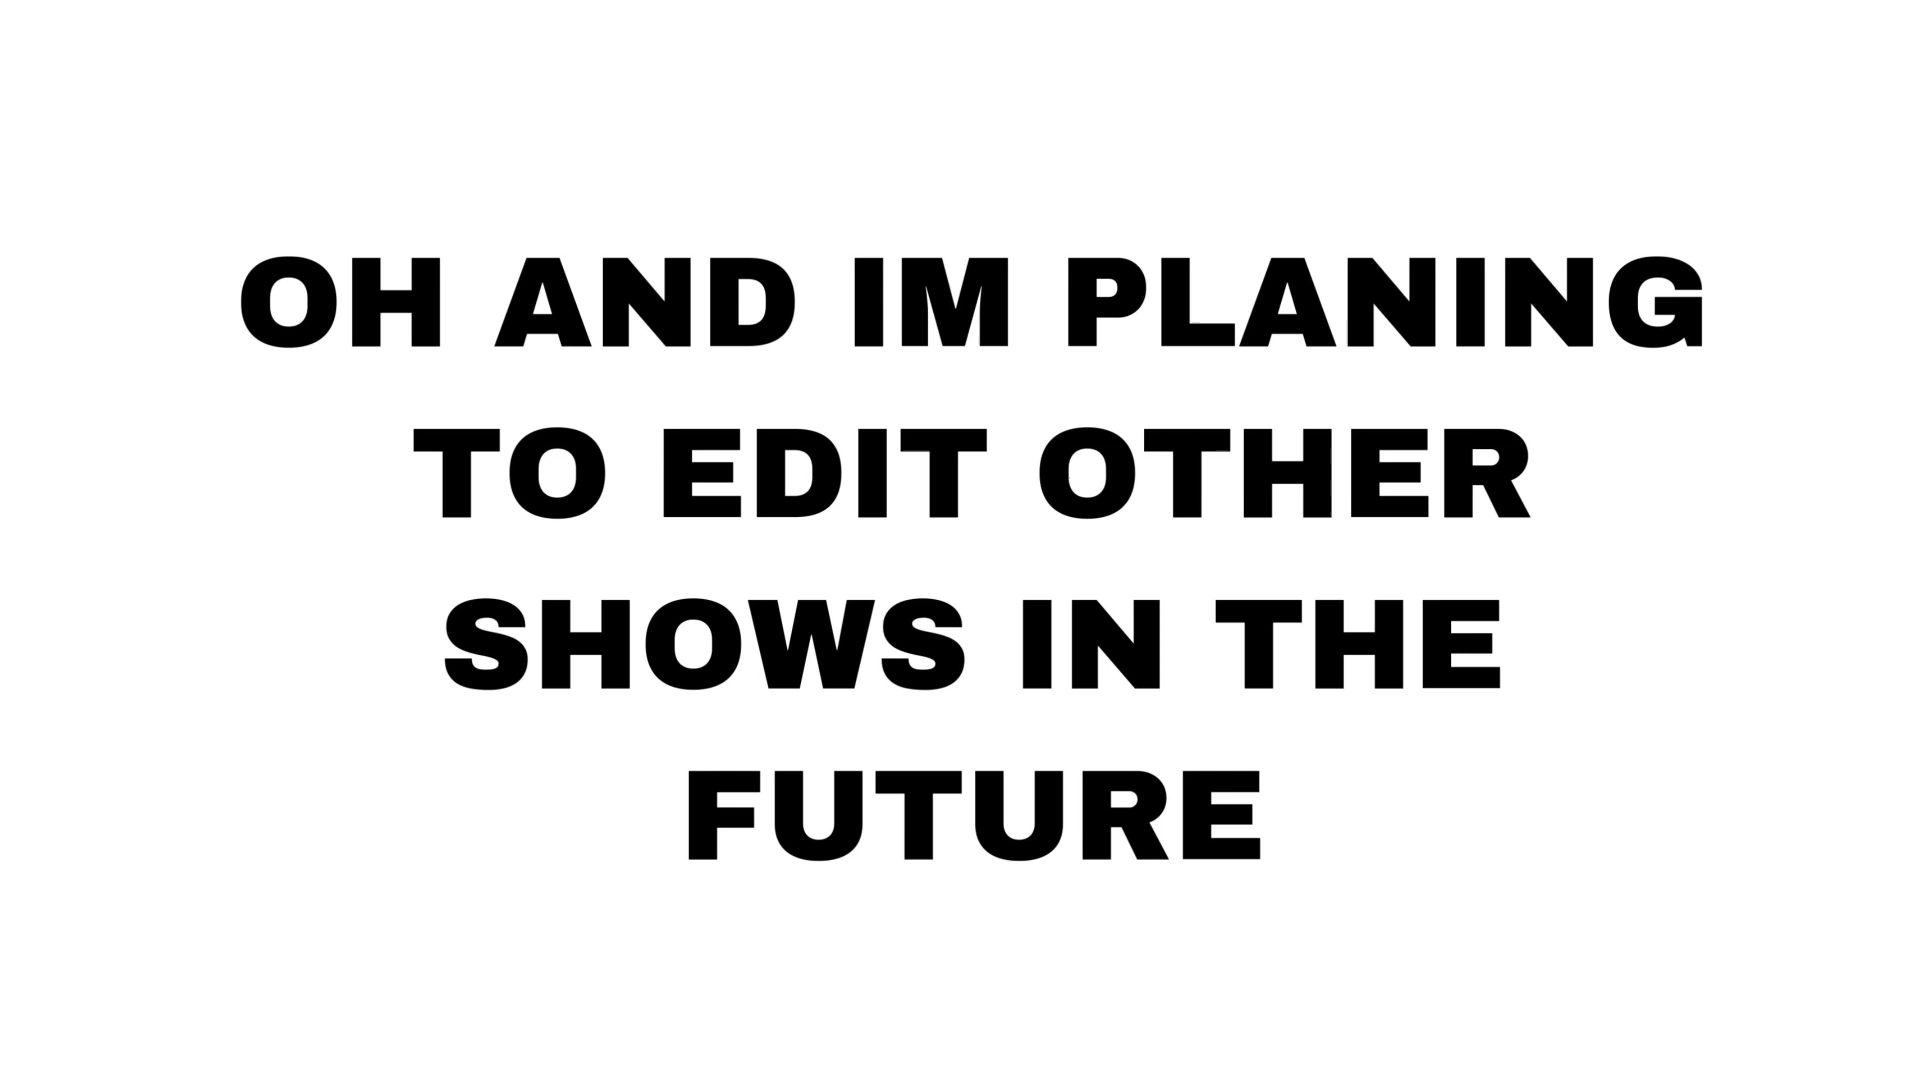 OH AND IM PLANING
TO EDIT OTHER
SHOWS IN THE
FUTURE